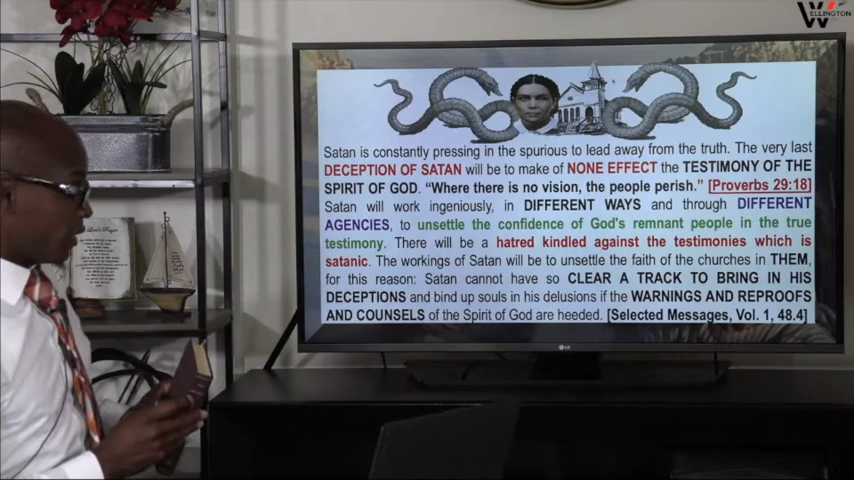 WELLINGTON
Satan is constantly pressing in the spurious to lead away from the truth. The very last
DECEPTION OF SATAN will be to make of NONE EFFECT the TESTIMONY OF THE
SPIRIT OF GOD. “Where there is no vision, the people perish.” [Proverbs 29:18]
Satan will work ingeniously, in DIFFERENT WAYS and through DIFFERENT
AGENCIES, to unsettle the confidence of God's remnant people in the true
testimony. There will be a hatred kindled against the testimonies which is
satanic. The workings of Satan will be to unsettle the faith of the churches in THEM,
for this reason: Satan cannot have so CLEAR A TRACK TO BRING IN HIS
DECEPTIONS and bind up souls in his delusions if the WARNINGS AND REPROOFS
AND COUNSELS of the Spirit of God are heeded. [Selected Messages, Vol. 1, 48.4]
LG